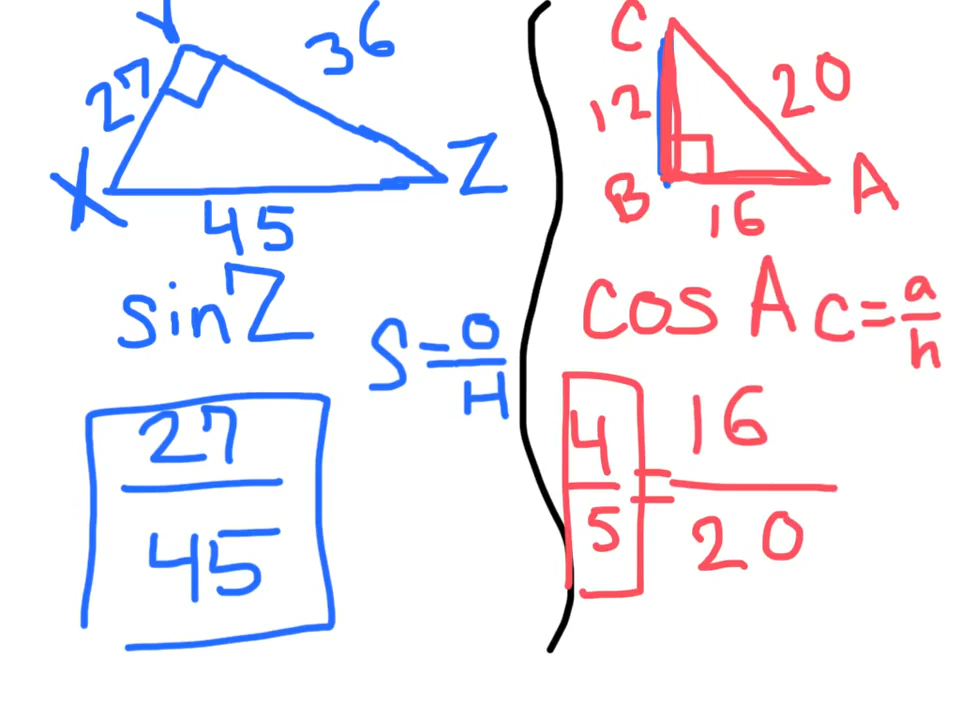 Y
27
36
X
Z
45
sin Z
S = O/H
27
45
C
12
20
B
16
A
cos A
C = a/h
4/5 = 16/20